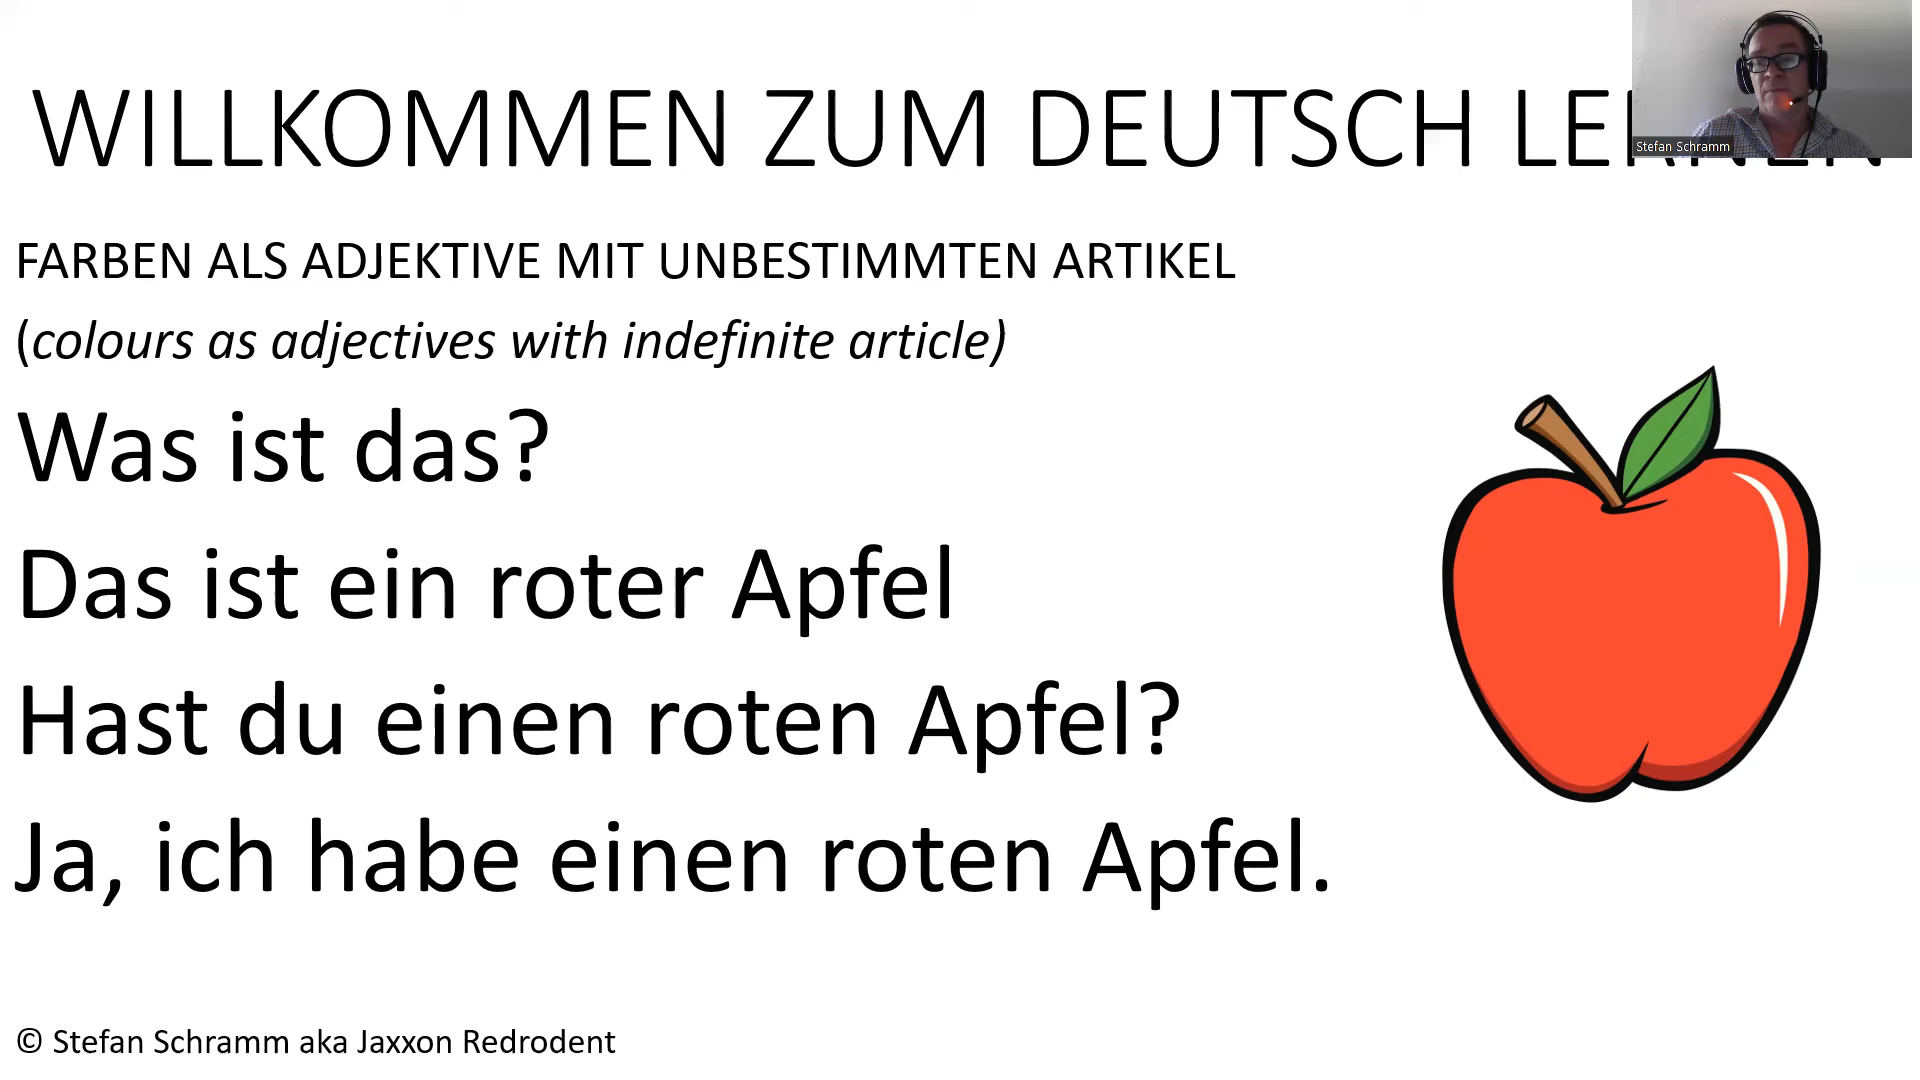 WILLKOMMEN ZUM DEUTSCH LERNEN
Stefan Schramm
FARBEN ALS ADJEKTIVE MIT UNBESTIMMTEN ARTIKEL
(colours as adjectives with indefinite article)
Was ist das?
Das ist ein roter Apfel
Hast du einen roten Apfel?
Ja, ich habe einen roten Apfel.
© Stefan Schramm aka Jaxxon Redrodent